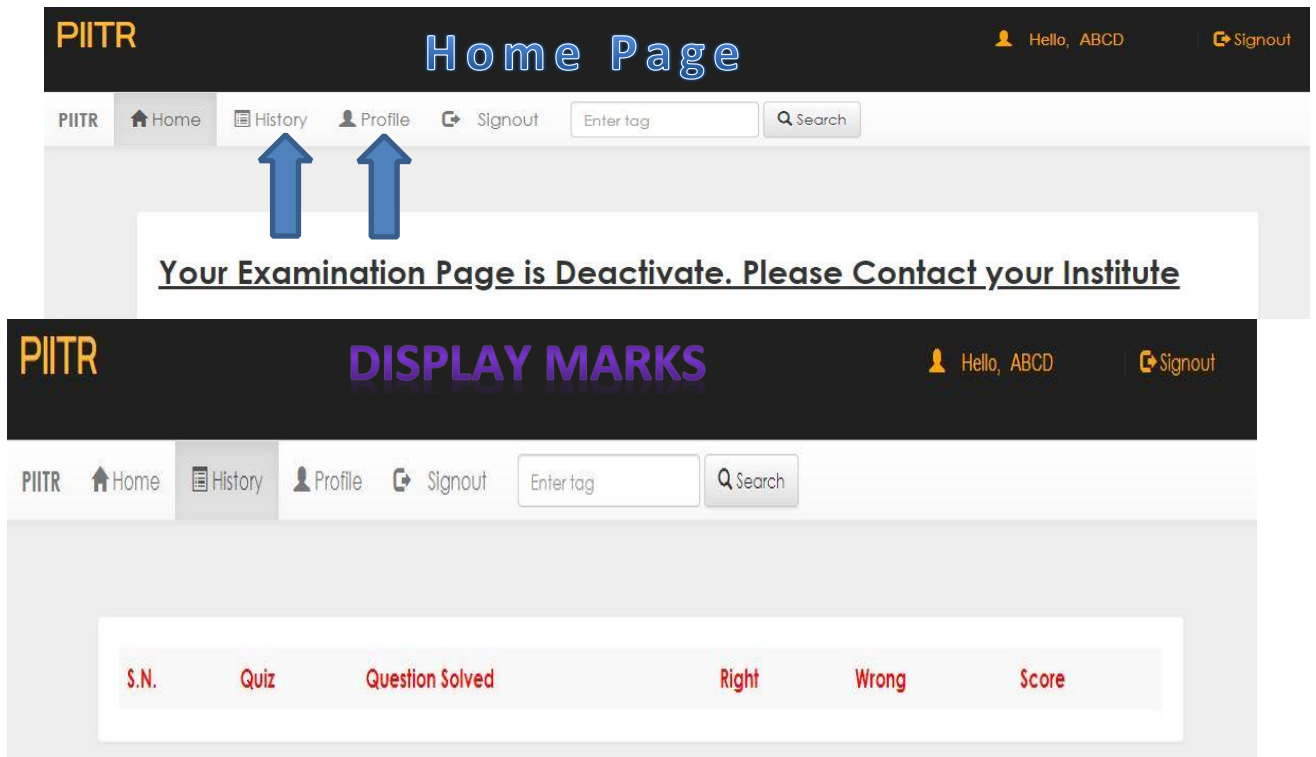 PIITR
Home Page
Hello, ABCD
Signout
PIITR Home History Profile Signout Enter tag Search
Your Examination Page is Deactivate. Please Contact your Institute
PIITR
DISPLAY MARKS
Hello, ABCD
Signout
PIITR Home History Profile Signout Enter tag Search
S.N. Quiz Question Solved Right Wrong Score